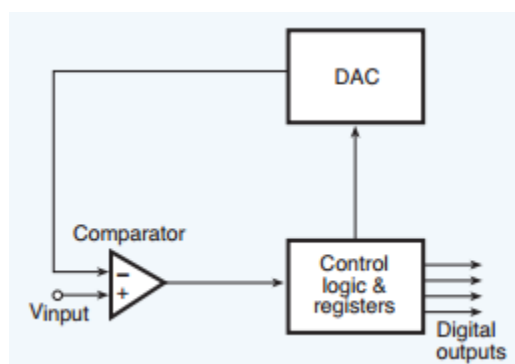 DAC
Comparator
−
+
Vinput
Control
logic &
registers
Digital
outputs